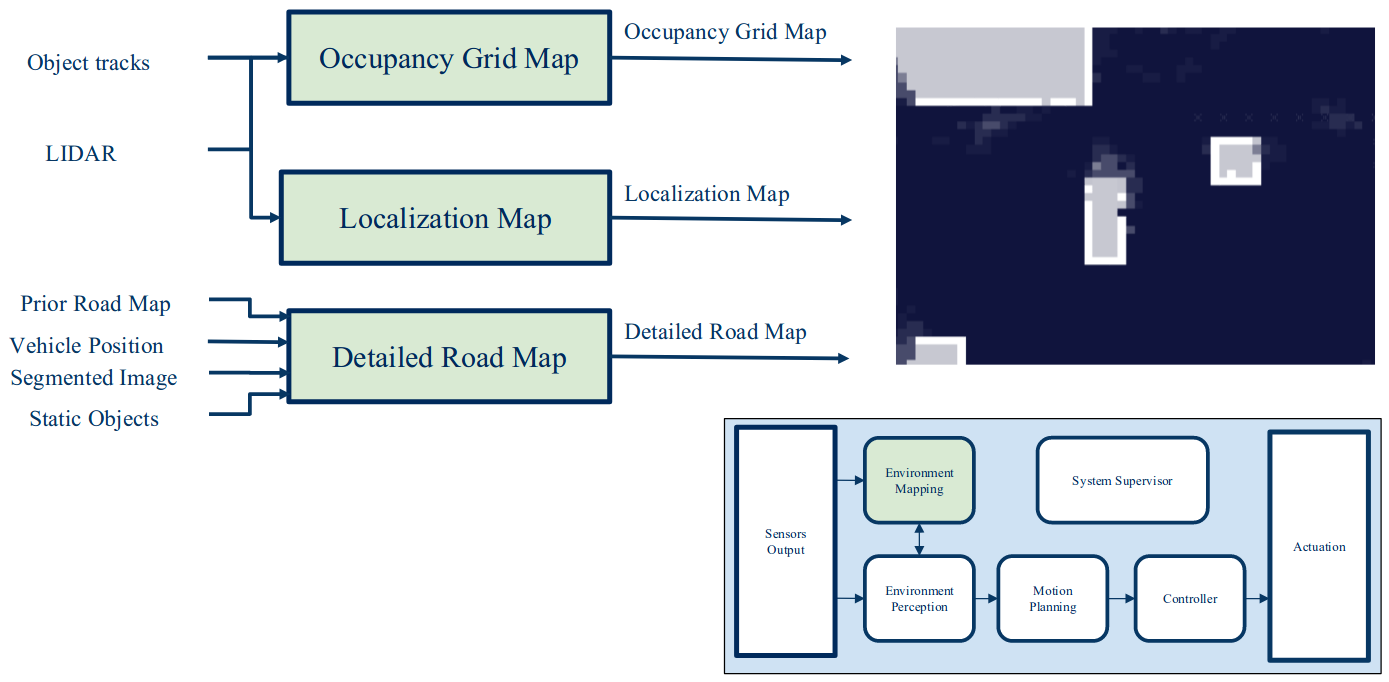 Object tracks
LIDAR
Occupancy Grid Map
Occupancy Grid Map
Localization Map
Localization Map
Prior Road Map
Vehicle Position
Segmented Image
Static Objects
Detailed Road Map
Detailed Road Map
Sensors
Output
Environment
Mapping
System Supervisor
Environment
Perception
Motion
Planning
Controller
Actuation